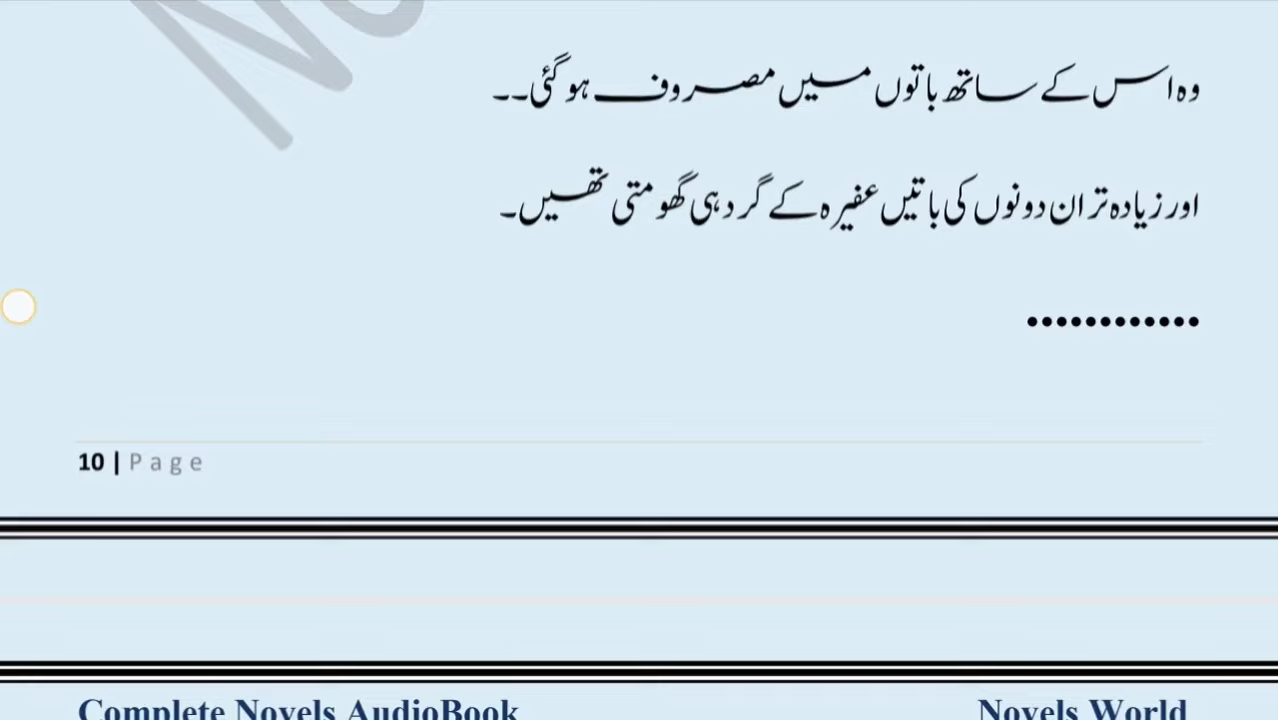 وہ اس کے ساتھ باتوں میں مصروف ہو گئی۔۔
اور زیادہ تر ان دونوں کی باتیں عفیرہ کے گرد ہی گھومتی تھیں۔
............
10 | Page
Complete Novels AudioBook
Novels World